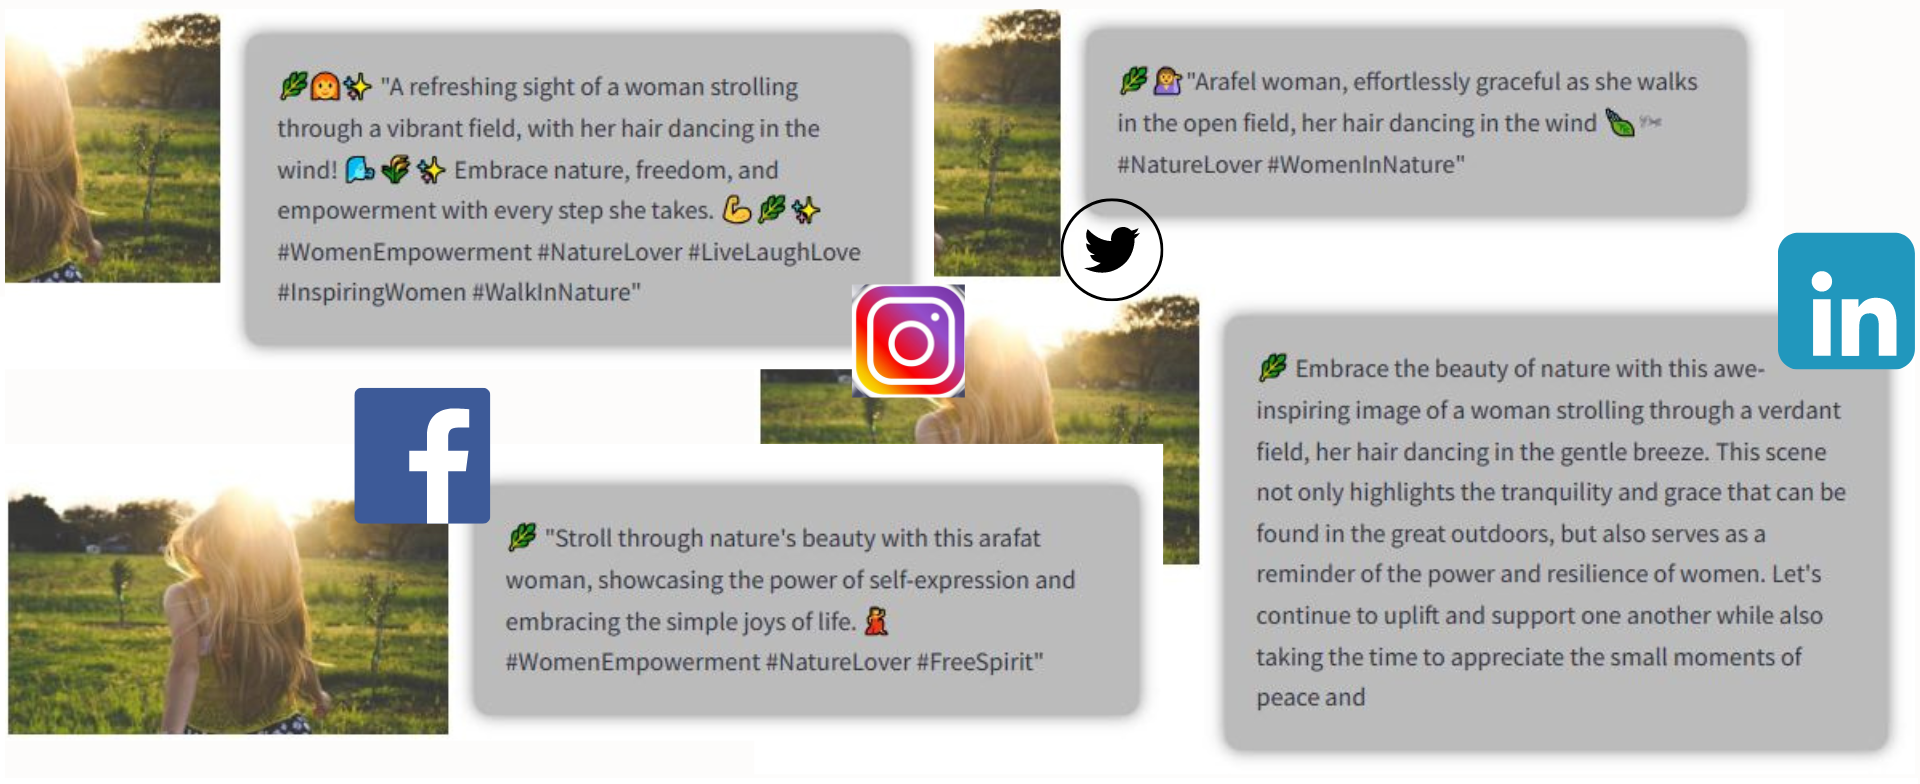 🌿👩‍🦰✨ "A refreshing sight of a woman strolling
through a vibrant field, with her hair dancing in the
wind! 🌬️🌾✨ Embrace nature, freedom, and
empowerment with every step she takes. 💪🌿✨
#WomenEmpowerment #NatureLover #LiveLaughLove
#InspiringWomen #WalkInNature"
🌿💁‍♀️"Arafel woman, effortlessly graceful as she walks
in the open field, her hair dancing in the wind 🍃
#NatureLover #WomenInNature"
in
f
🌿 "Stroll through nature's beauty with this arafat
woman, showcasing the power of self-expression and
embracing the simple joys of life. 💃
#WomenEmpowerment #NatureLover #FreeSpirit"
🌿 Embrace the beauty of nature with this awe-
inspiring image of a woman strolling through a verdant
field, her hair dancing in the gentle breeze. This scene
not only highlights the tranquility and grace that can be
found in the great outdoors, but also serves as a
reminder of the power and resilience of women. Let's
continue to uplift and support one another while also
taking the time to appreciate the small moments of
peace and